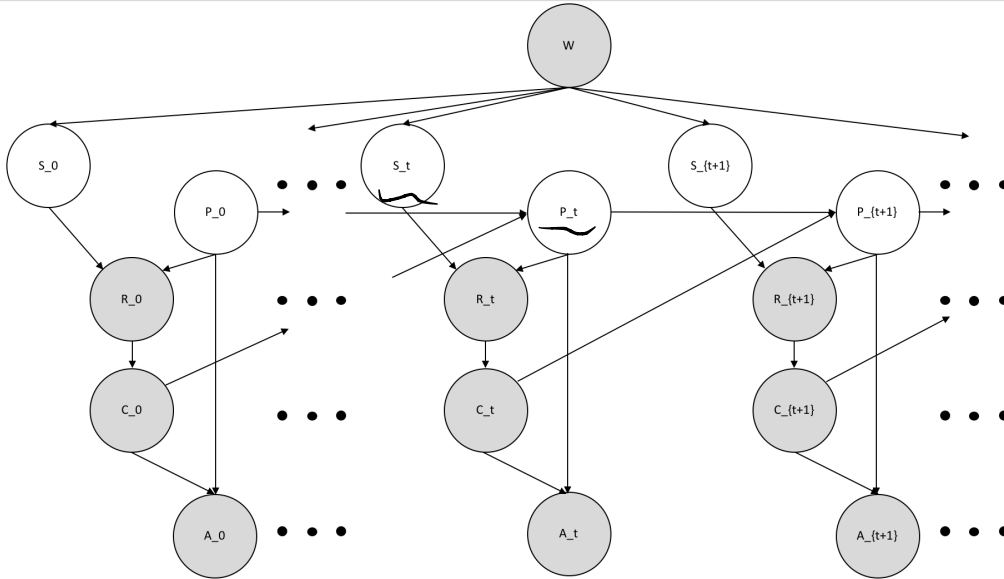 W
S_0
S_t
S_{t+1}
P_0
P_t
P_{t+1}
R_0
R_t
R_{t+1}
C_0
C_t
C_{t+1}
A_0
A_t
A_{t+1}